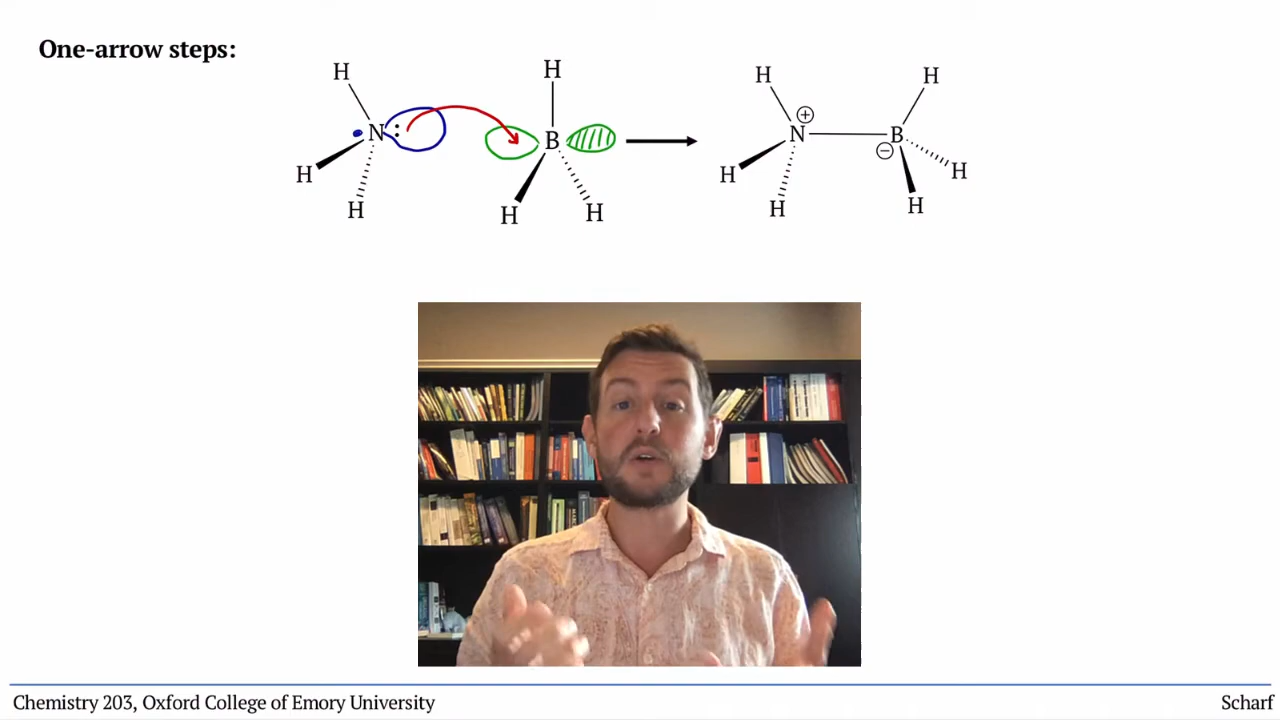 One-arrow steps:
H H H H
N : B N ⊕ B ⊖
H H H H
H H H H H
Chemistry 203, Oxford College of Emory University Scharf